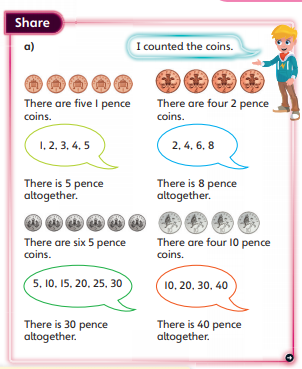 Share
a)
I counted the coins.
There are five 1 pence
coins.
1, 2, 3, 4, 5
There is 5 pence
altogether.
There are four 2 pence
coins.
2, 4, 6, 8
There is 8 pence
altogether.
There are six 5 pence
coins.
5, 10, 15, 20, 25, 30
There is 30 pence
altogether.
There are four 10 pence
coins.
10, 20, 30, 40
There is 40 pence
altogether.